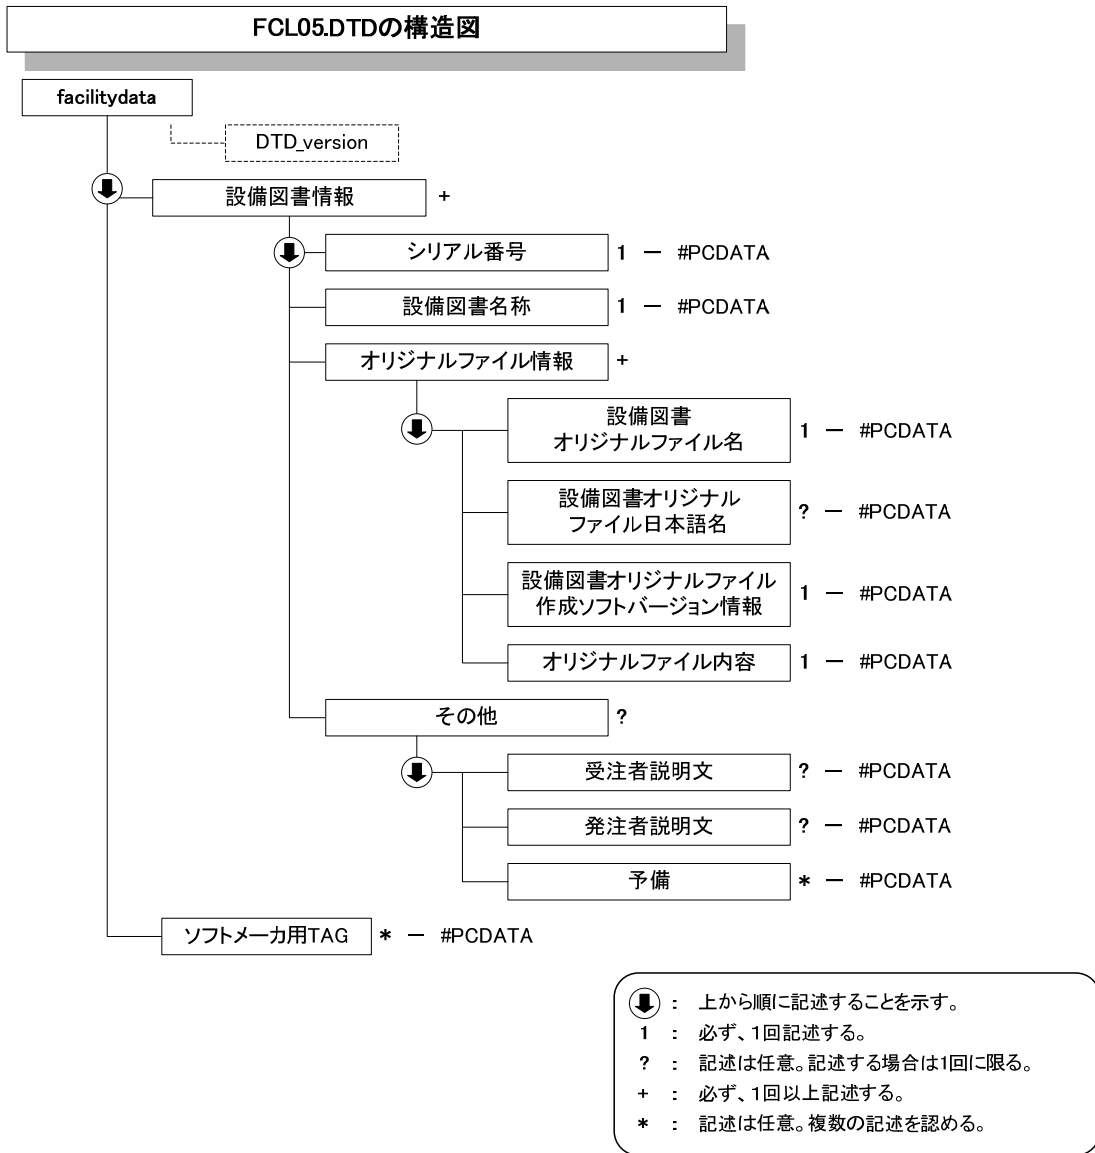 FCL05.DTDの構造図
facilitydata
DTD_version
設備図書情報 +
シリアル番号 1 － #PCDATA
設備図書名称 1 － #PCDATA
オリジナルファイル情報 +
設備図書
オリジナルファイル名 1 － #PCDATA
設備図書オリジナル
ファイル日本語名 ? － #PCDATA
設備図書オリジナルファイル
作成ソフトバージョン情報 1 － #PCDATA
オリジナルファイル内容 1 － #PCDATA
その他 ?
受注者説明文 ? － #PCDATA
発注者説明文 ? － #PCDATA
予備 * － #PCDATA
ソフトメーカ用TAG * － #PCDATA
： 上から順に記述することを示す。
1 ： 必ず、1回記述する。
? ： 記述は任意。記述する場合は1回に限る。
+ ： 必ず、1回以上記述する。
* ： 記述は任意。複数の記述を認める。